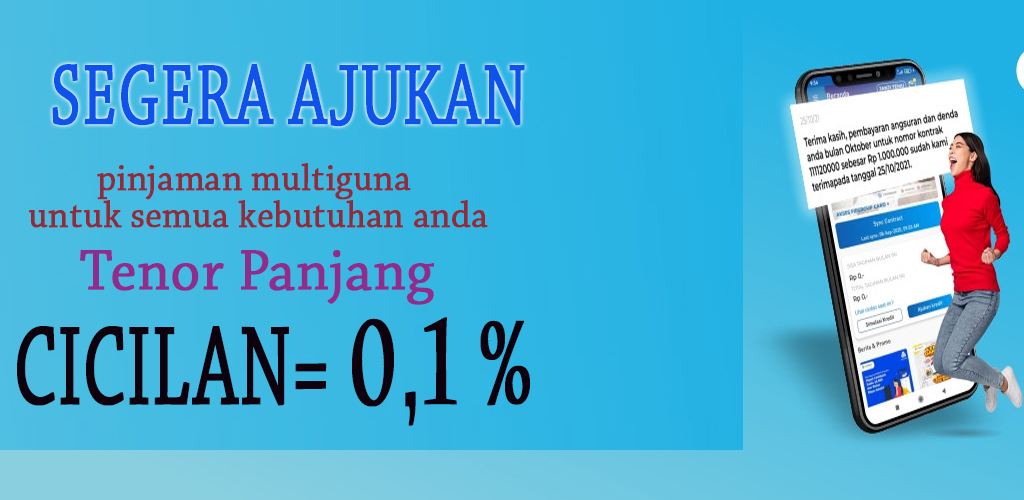 SEGERA AJUKAN
pinjaman multiguna
untuk semua kebutuhan anda
Tenor Panjang
CICILAN= 0,1 %
Beranda
25/10/21
Terima kasih, pembayaran angsuran dan denda
anda bulan Oktober untuk nomor kontrak
111120000 sebesar Rp 1.000.000 sudah kami
terimapada tanggal 25/10/2021.
Sync Contract
Rp 0,-
Rp 0,-
Simulasi Kredit
Ajukan Kredit
Berita & Promo